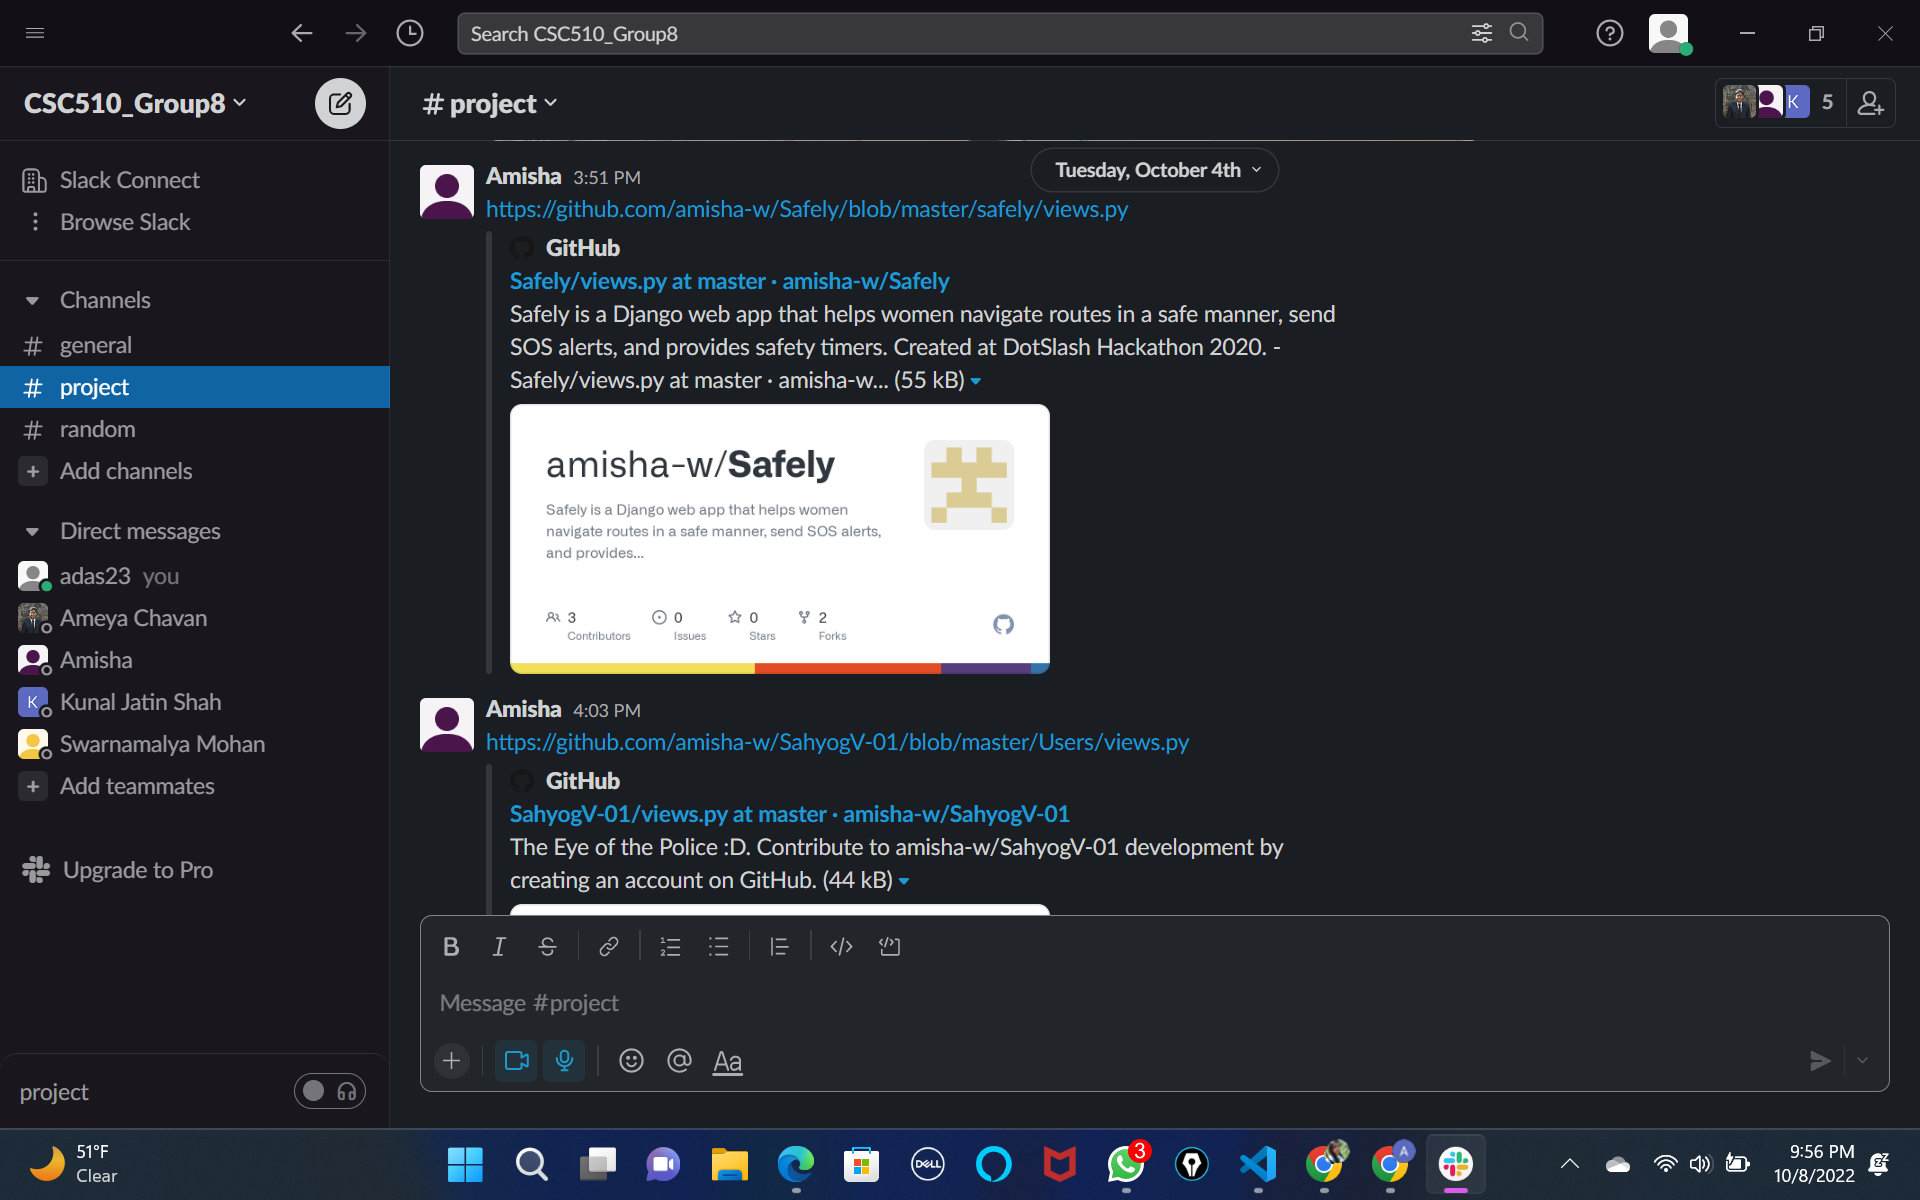 Search CSC510_Group8
CSC510_Group8
Slack Connect
Browse Slack
Channels
# general
# project
# random
+ Add channels
Direct messages
adas23 you
Ameya Chavan
Amisha
K Kunal Jatin Shah
Swarnamalya Mohan
+ Add teammates
Upgrade to Pro
project
# project
K 5
Tuesday, October 4th
Amisha 3:51 PM
https://github.com/amisha-w/Safely/blob/master/safely/views.py
GitHub
Safely/views.py at master · amisha-w/Safely
Safely is a Django web app that helps women navigate routes in a safe manner, send
SOS alerts, and provides safety timers. Created at DotSlash Hackathon 2020. -
Safely/views.py at master · amisha-w... (55 kB)
amisha-w/Safely
Safely is a Django web app that helps women
navigate routes in a safe manner, send SOS alerts,
and provides...
3 Contributors
0 Issues
0 Stars
2 Forks
Amisha 4:03 PM
https://github.com/amisha-w/SahyogV-01/blob/master/Users/views.py
GitHub
SahyogV-01/views.py at master · amisha-w/SahyogV-01
The Eye of the Police :D. Contribute to amisha-w/SahyogV-01 development by
creating an account on GitHub. (44 kB)
B I S
Message #project
Aa
51°F
Clear
DELL
3
A
9:56 PM
10/8/2022